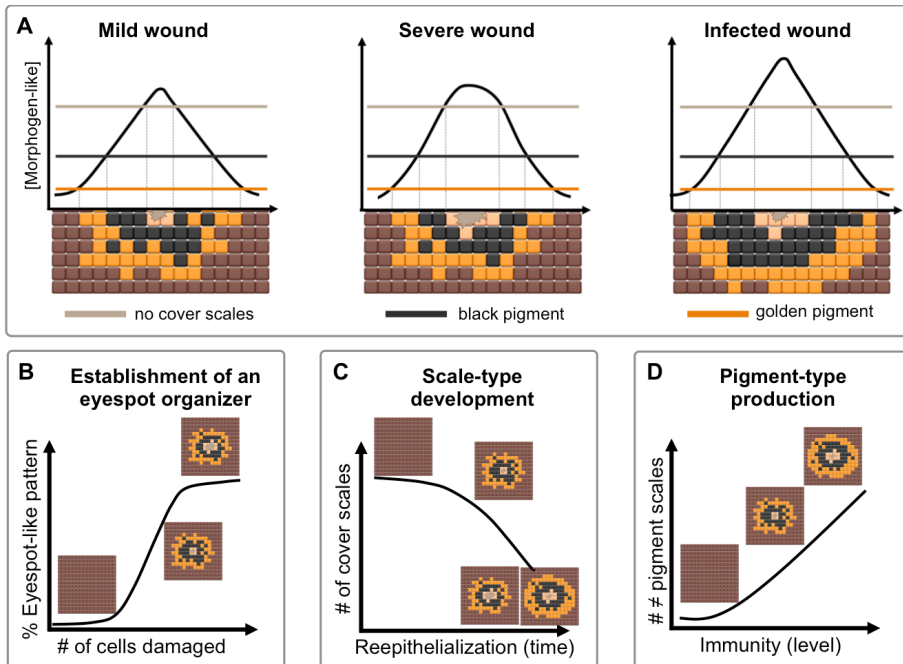 A
Mild wound
Severe wound
Infected wound
[Morphogen-like]
no cover scales
black pigment
golden pigment
B
Establishment of an
eyespot organizer
% Eyespot-like pattern
# of cells damaged
C
Scale-type
development
# of cover scales
Reepithelialization (time)
D
Pigment-type
production
# ≠ pigment scales
Immunity (level)